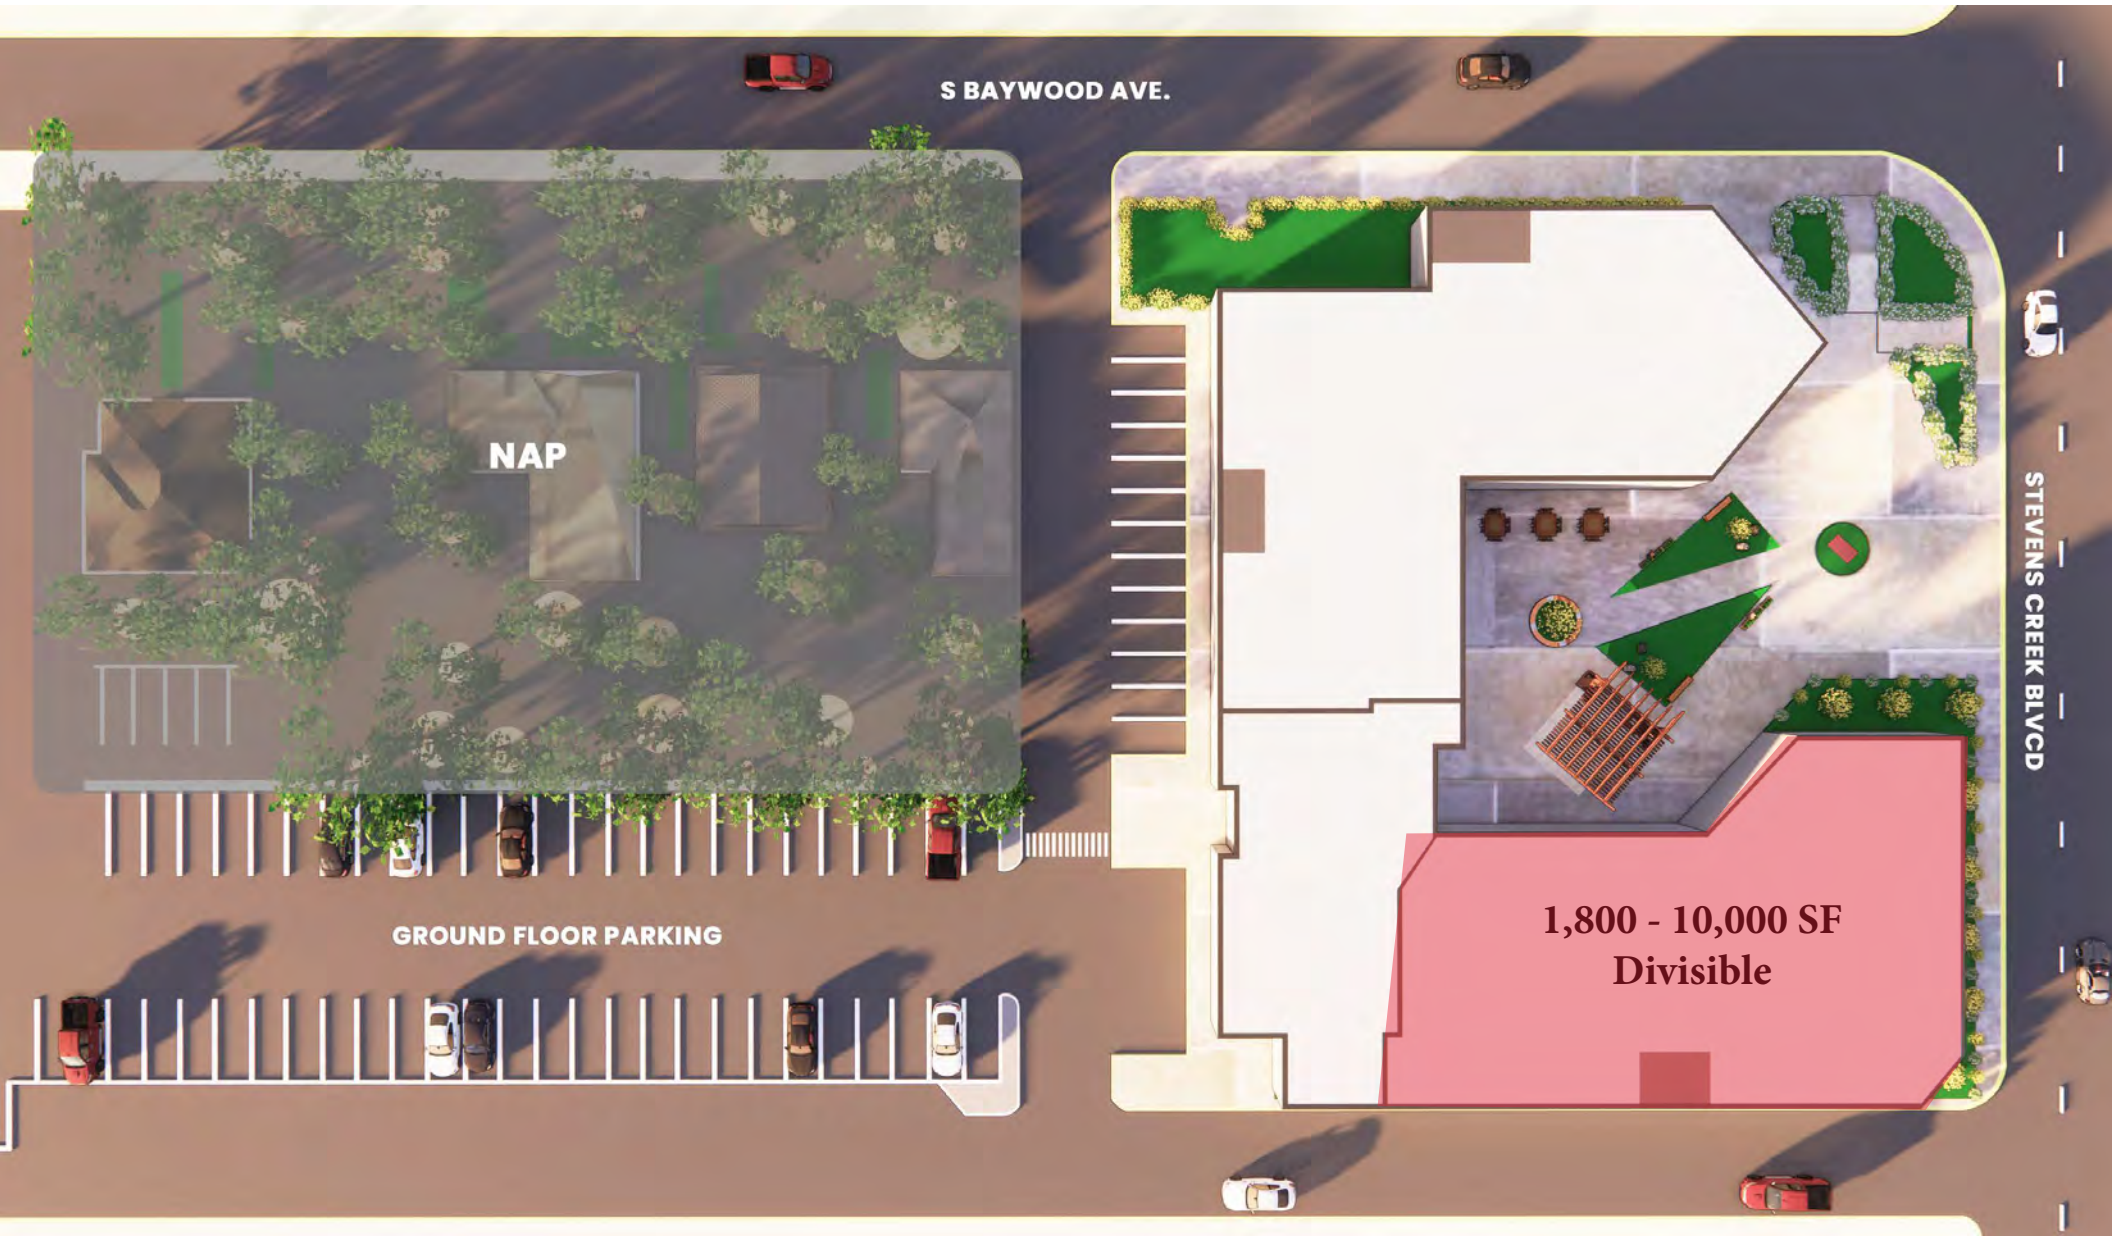 S BAYWOOD AVE.
NAP
STEVENS CREEK BLVCD
GROUND FLOOR PARKING
1,800 - 10,000 SF
Divisible